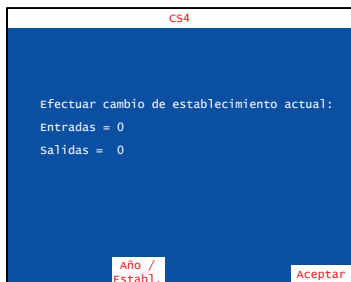 CS4
Efectuar cambio de establecimiento actual:
Entradas = 0
Salidas = 0
Año /
Establ.
Aceptar